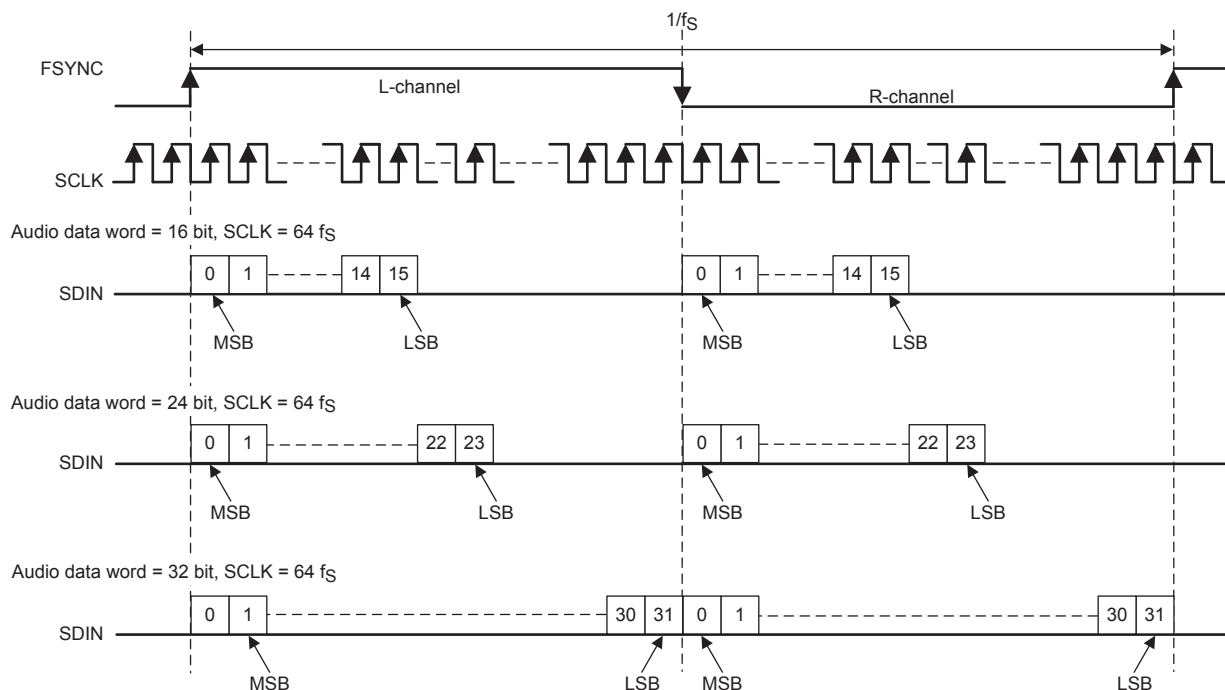 1/fS
FSYNC
L-channel
R-channel
SCLK
Audio data word = 16 bit, SCLK = 64 fS
SDIN 0 1 14 15 0 1 14 15
MSB LSB MSB LSB
Audio data word = 24 bit, SCLK = 64 fS
SDIN 0 1 22 23 0 1 22 23
MSB LSB MSB LSB
Audio data word = 32 bit, SCLK = 64 fS
SDIN 0 1 30 31 0 1 30 31
MSB LSB MSB LSB